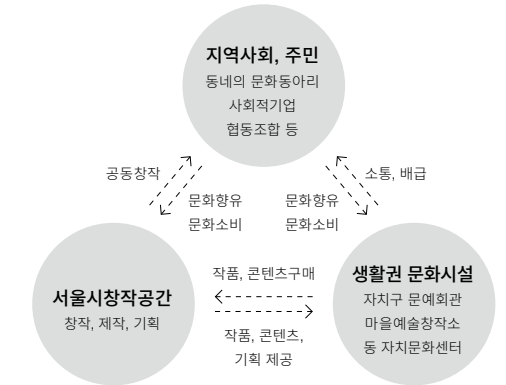 지역사회, 주민
동네의 문화동아리
사회적기업
협동조합 등
공동창작
소통, 배급
문화향유
문화소비
문화향유
문화소비
작품, 콘텐츠구매
서울시창작공간
창작, 제작, 기획
작품, 콘텐츠,
기획 제공
생활권 문화시설
자치구 문예회관
마을예술창작소
동 자치문화센터